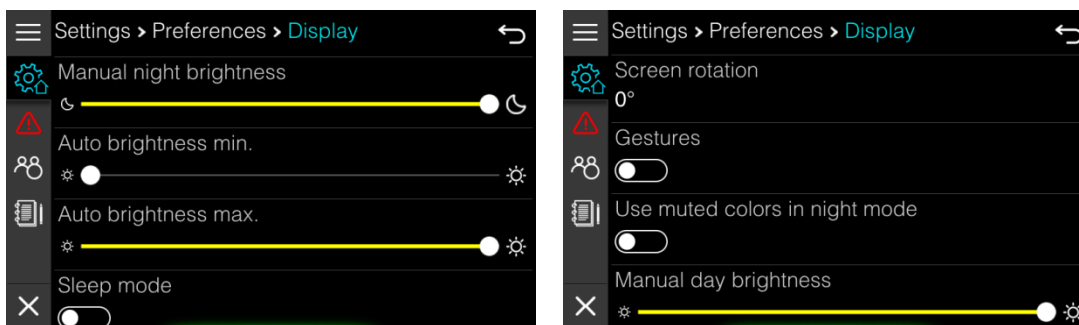 Settings > Preferences > Display
Manual night brightness
Auto brightness min.
Auto brightness max.
Sleep mode
Settings > Preferences > Display
Screen rotation
0°
Gestures
Use muted colors in night mode
Manual day brightness